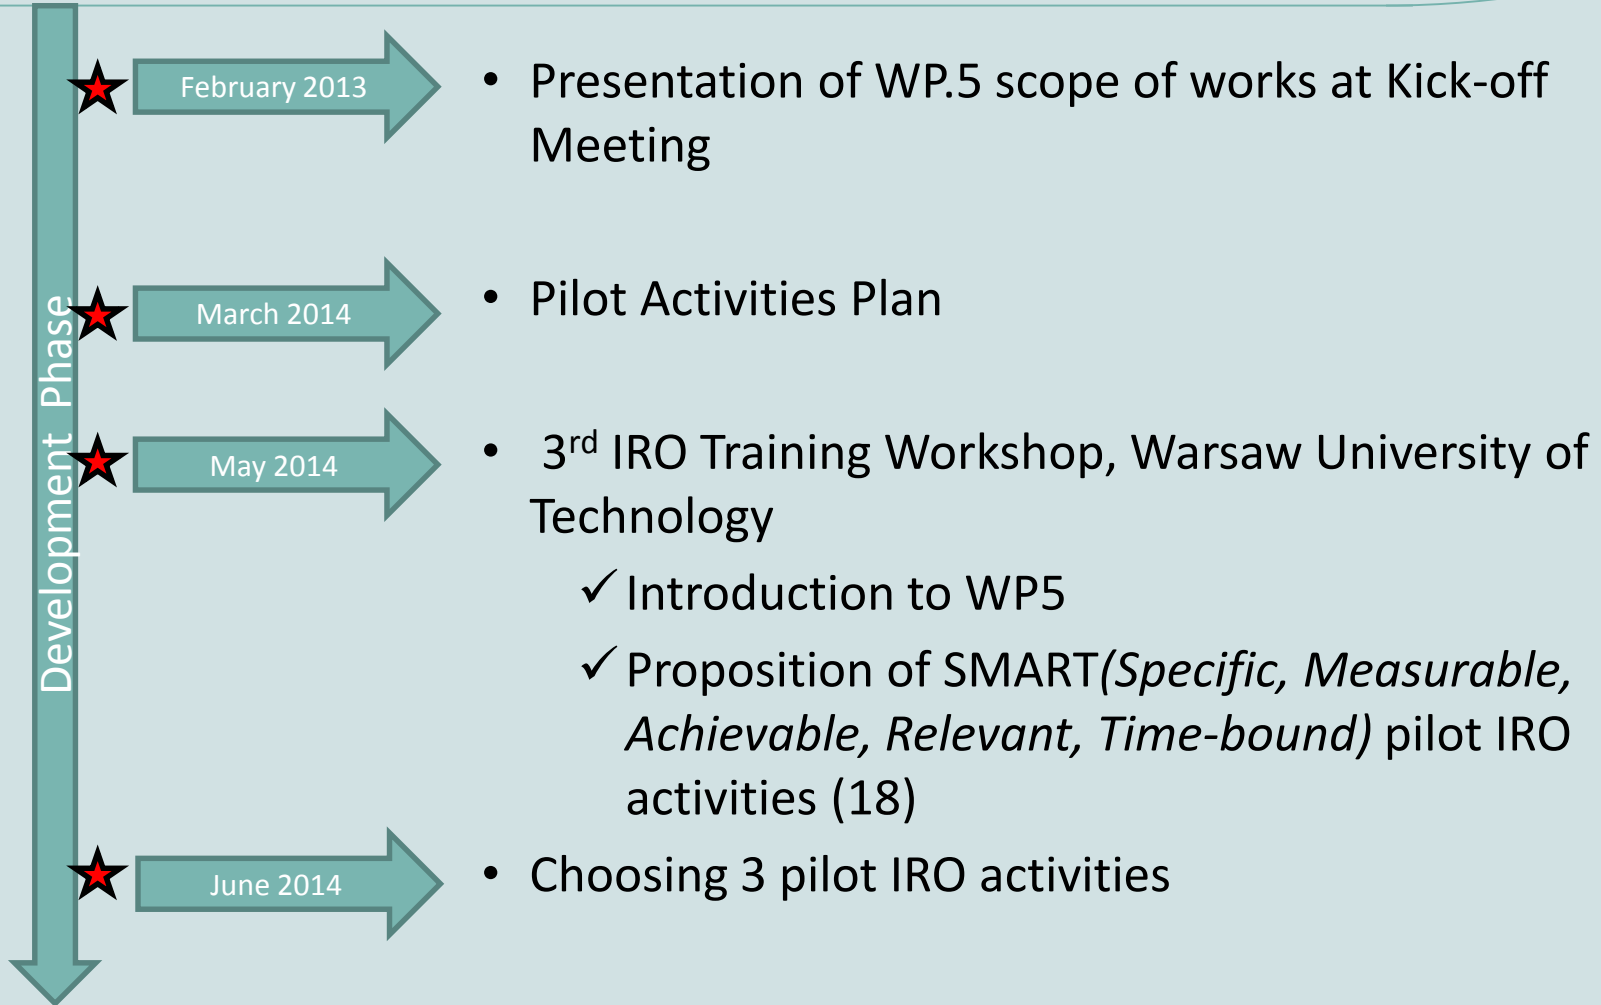 Development Phase
February 2013
• Presentation of WP.5 scope of works at Kick-off
Meeting
March 2014
• Pilot Activities Plan
May 2014
• 3rd IRO Training Workshop, Warsaw University of
Technology
✓ Introduction to WP5
✓ Proposition of SMART(Specific, Measurable,
Achievable, Relevant, Time-bound) pilot IRO
activities (18)
June 2014
• Choosing 3 pilot IRO activities